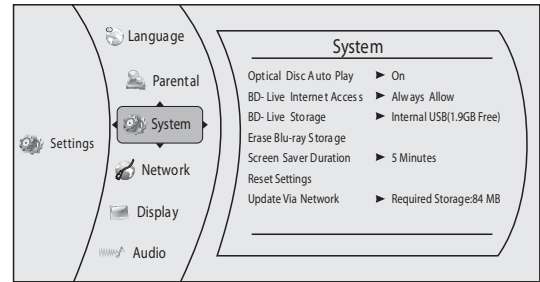 Settings
Language
Parental
System
Network
Display
Audio
System
Optical Disc Auto Play ► On
BD- Live Internet Access ► Always Allow
BD- Live Storage ► Internal USB(1.9GB Free)
Erase Blu-ray Storage
Screen Saver Duration ► 5 Minutes
Reset Settings
Update Via Network ► Required Storage:84 MB